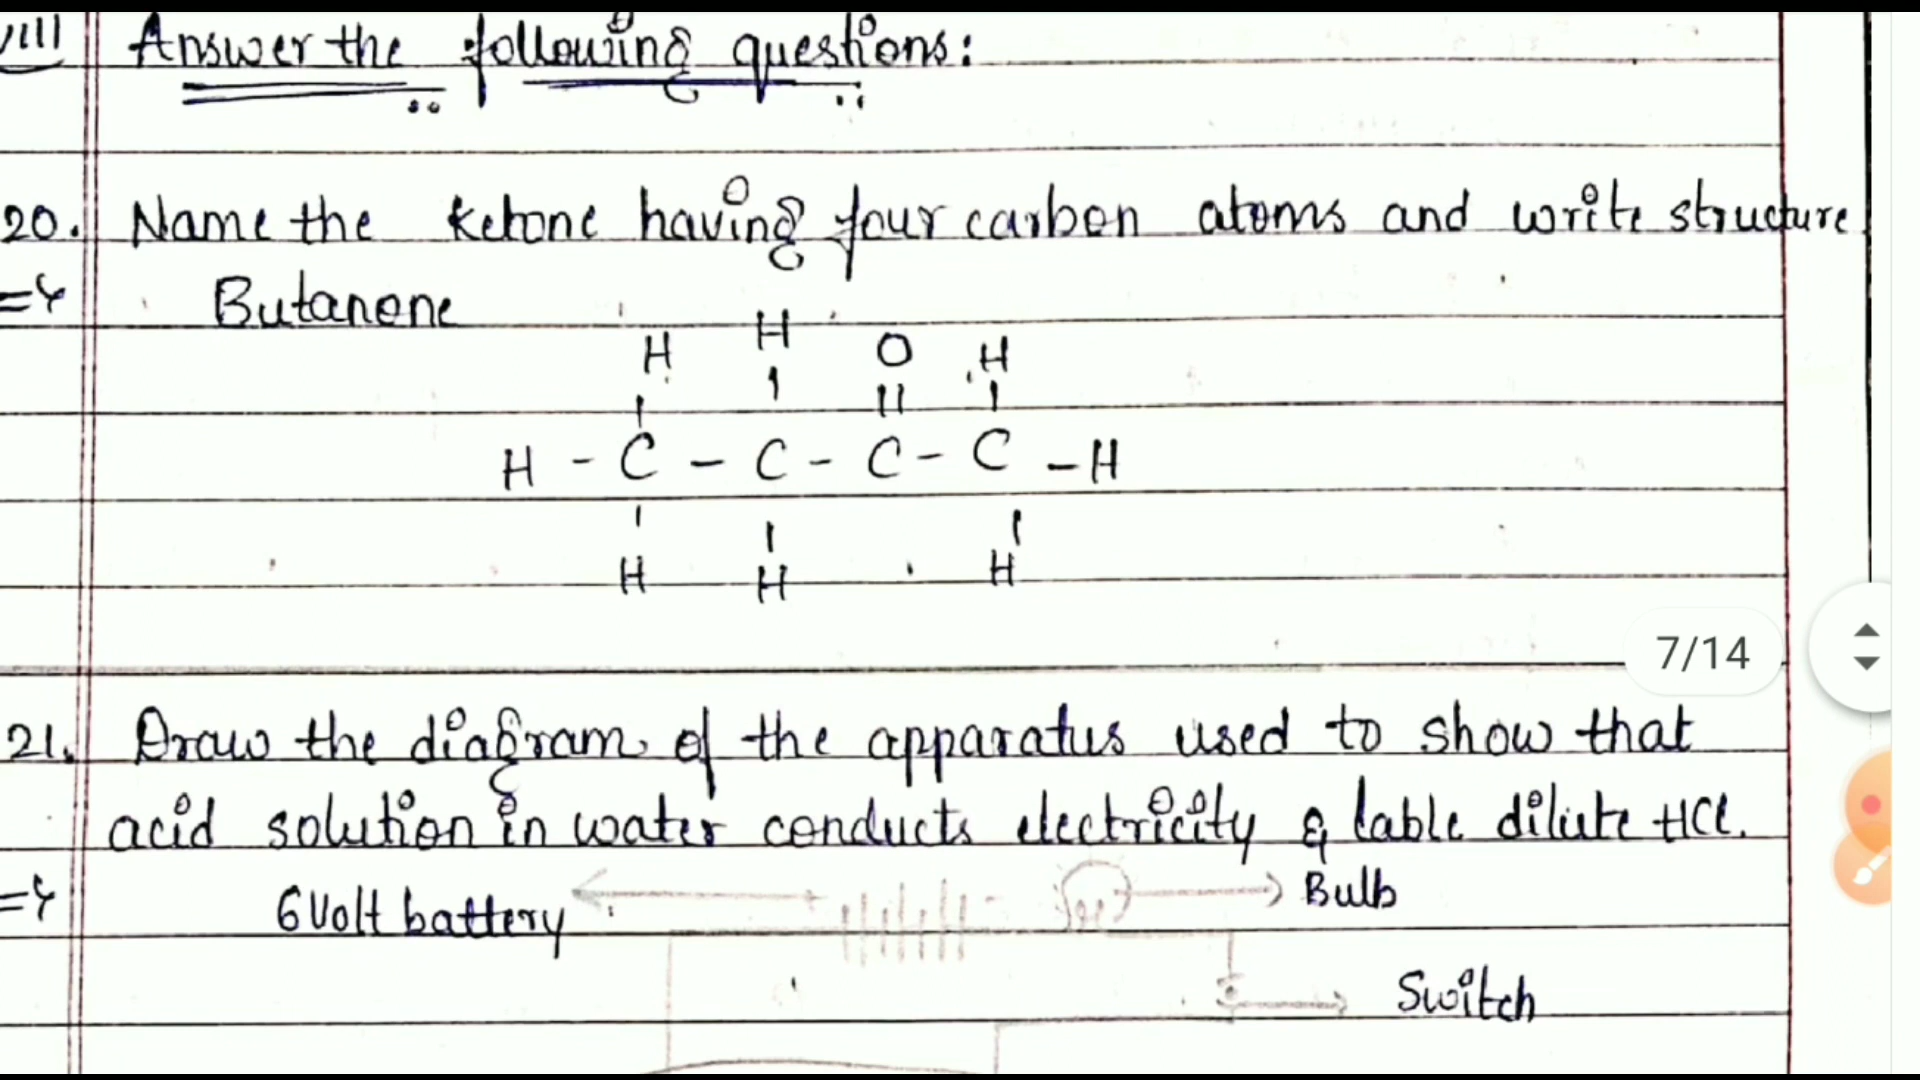 VIII Answer the following questions:
20. Name the Ketone having four carbon atoms and write structure
Butanone
H H O H
H - C - C - C - C - H
H H H
7/14
21. Draw the diagram of the apparatus used to show that
acid solution in water conducts electricity & lable dilute HCl.
6Volt battery Bulb
Switch